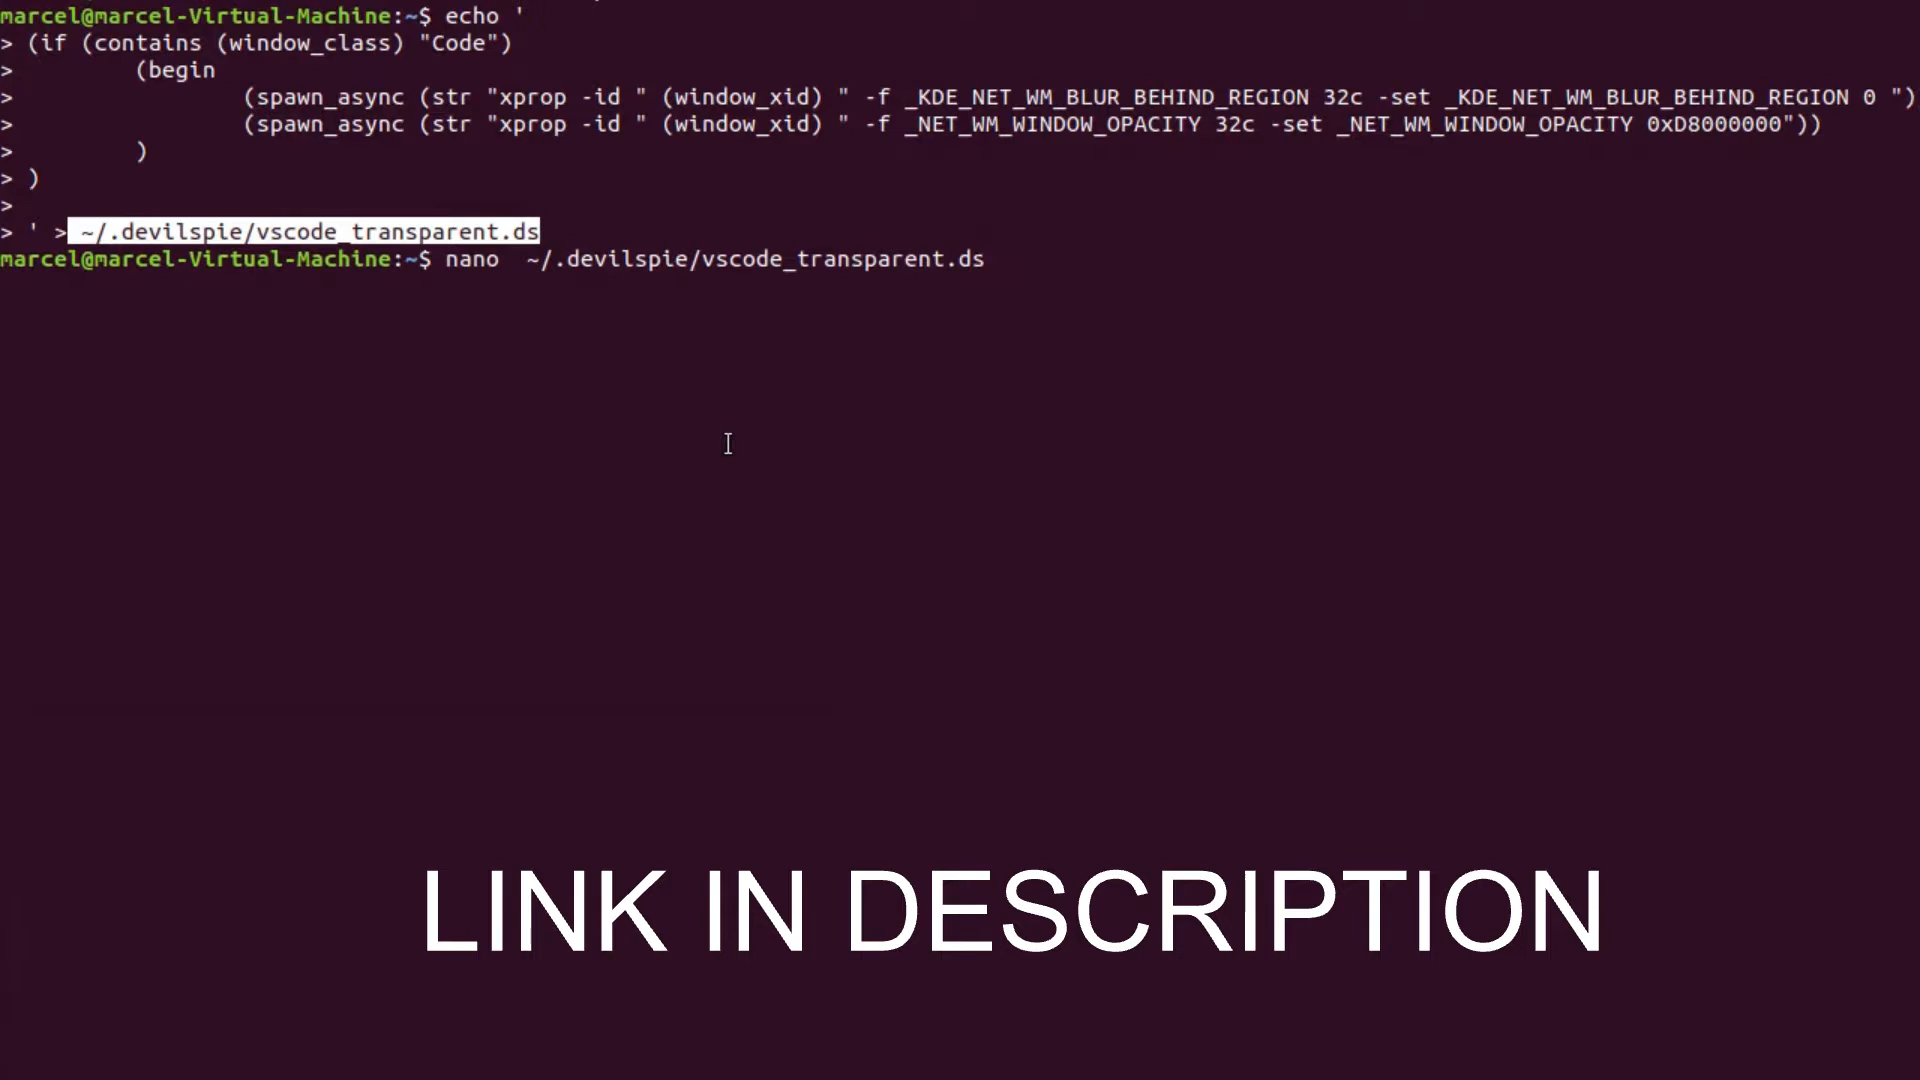 marcel@marcel-Virtual-Machine:~$ echo '
> (if (contains (window_class) "Code")
>         (begin
>                 (spawn_async (str "xprop -id " (window_xid) " -f _KDE_NET_WM_BLUR_BEHIND_REGION 32c -set _KDE_NET_WM_BLUR_BEHIND_REGION 0 ")
>                 (spawn_async (str "xprop -id " (window_xid) " -f _NET_WM_WINDOW_OPACITY 32c -set _NET_WM_WINDOW_OPACITY 0xD8000000"))
>         )
> )
>
> ' > ~/.devilspie/vscode_transparent.ds
marcel@marcel-Virtual-Machine:~$ nano  ~/.devilspie/vscode_transparent.ds
LINK IN DESCRIPTION